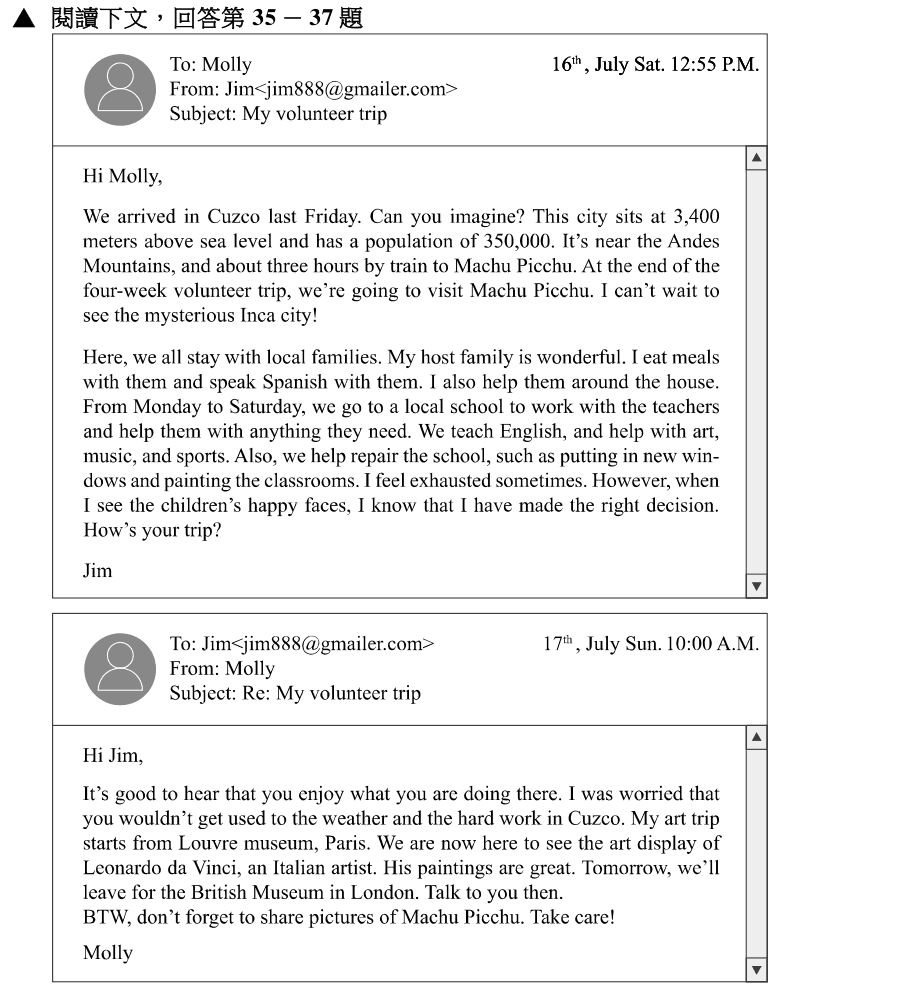 ▲ 閱讀下文，回答第 35 － 37 題
To: Molly
16th , July Sat. 12:55 P.M.
From: Jim<jim888@gmailer.com>
Subject: My volunteer trip
Hi Molly,
We arrived in Cuzco last Friday. Can you imagine? This city sits at 3,400
meters above sea level and has a population of 350,000. It’s near the Andes
Mountains, and about three hours by train to Machu Picchu. At the end of the
four-week volunteer trip, we’re going to visit Machu Picchu. I can’t wait to
see the mysterious Inca city!
Here, we all stay with local families. My host family is wonderful. I eat meals
with them and speak Spanish with them. I also help them around the house.
From Monday to Saturday, we go to a local school to work with the teachers
and help them with anything they need. We teach English, and help with art,
music, and sports. Also, we help repair the school, such as putting in new win-
dows and painting the classrooms. I feel exhausted sometimes. However, when
I see the children’s happy faces, I know that I have made the right decision.
How’s your trip?
Jim
To: Jim<jim888@gmailer.com>
17th , July Sun. 10:00 A.M.
From: Molly
Subject: Re: My volunteer trip
Hi Jim,
It’s good to hear that you enjoy what you are doing there. I was worried that
you wouldn’t get used to the weather and the hard work in Cuzco. My art trip
starts from Louvre museum, Paris. We are now here to see the art display of
Leonardo da Vinci, an Italian artist. His paintings are great. Tomorrow, we’ll
leave for the British Museum in London. Talk to you then.
BTW, don’t forget to share pictures of Machu Picchu. Take care!
Molly